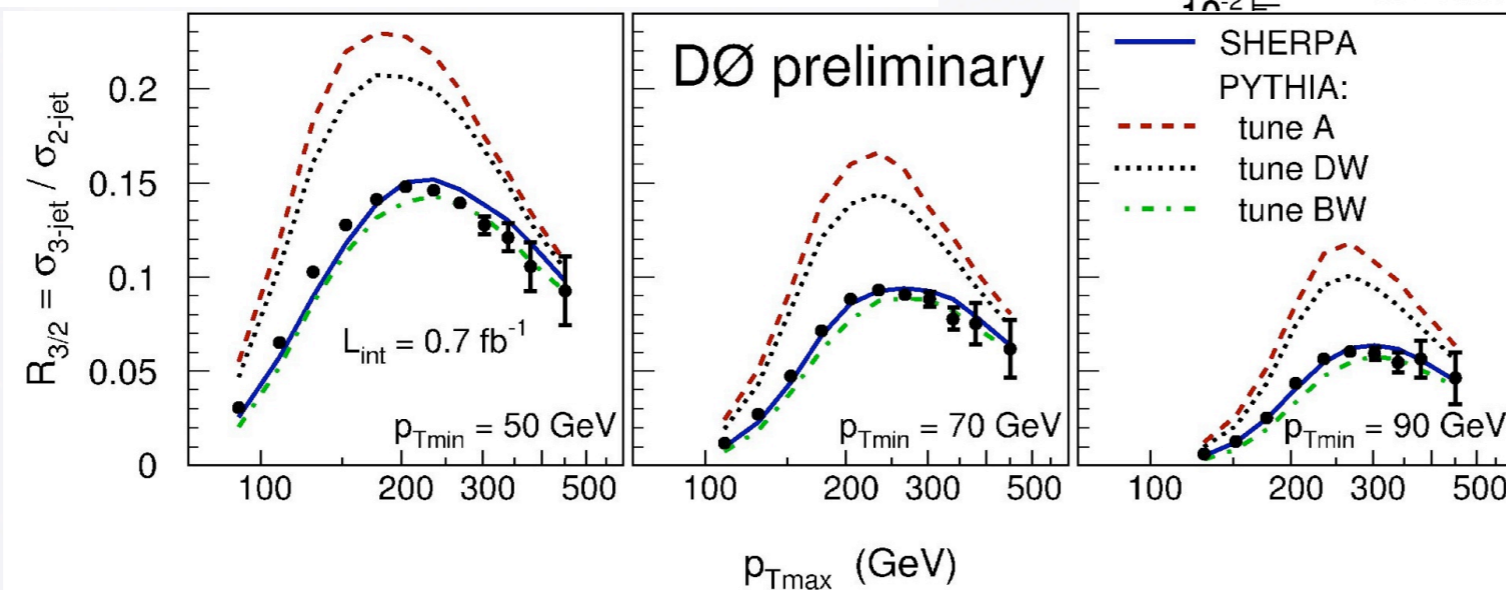 10⁻²
R3/2 = σ3-jet / σ2-jet
0.2
0.15
0.1
0.05
0
Lint = 0.7 fb⁻¹
pTmin = 50 GeV
100 200 300 500
DØ preliminary
pTmin = 70 GeV
100 200 300 500
SHERPA
PYTHIA:
tune A
tune DW
tune BW
pTmin = 90 GeV
100 200 300 500
pTmax (GeV)